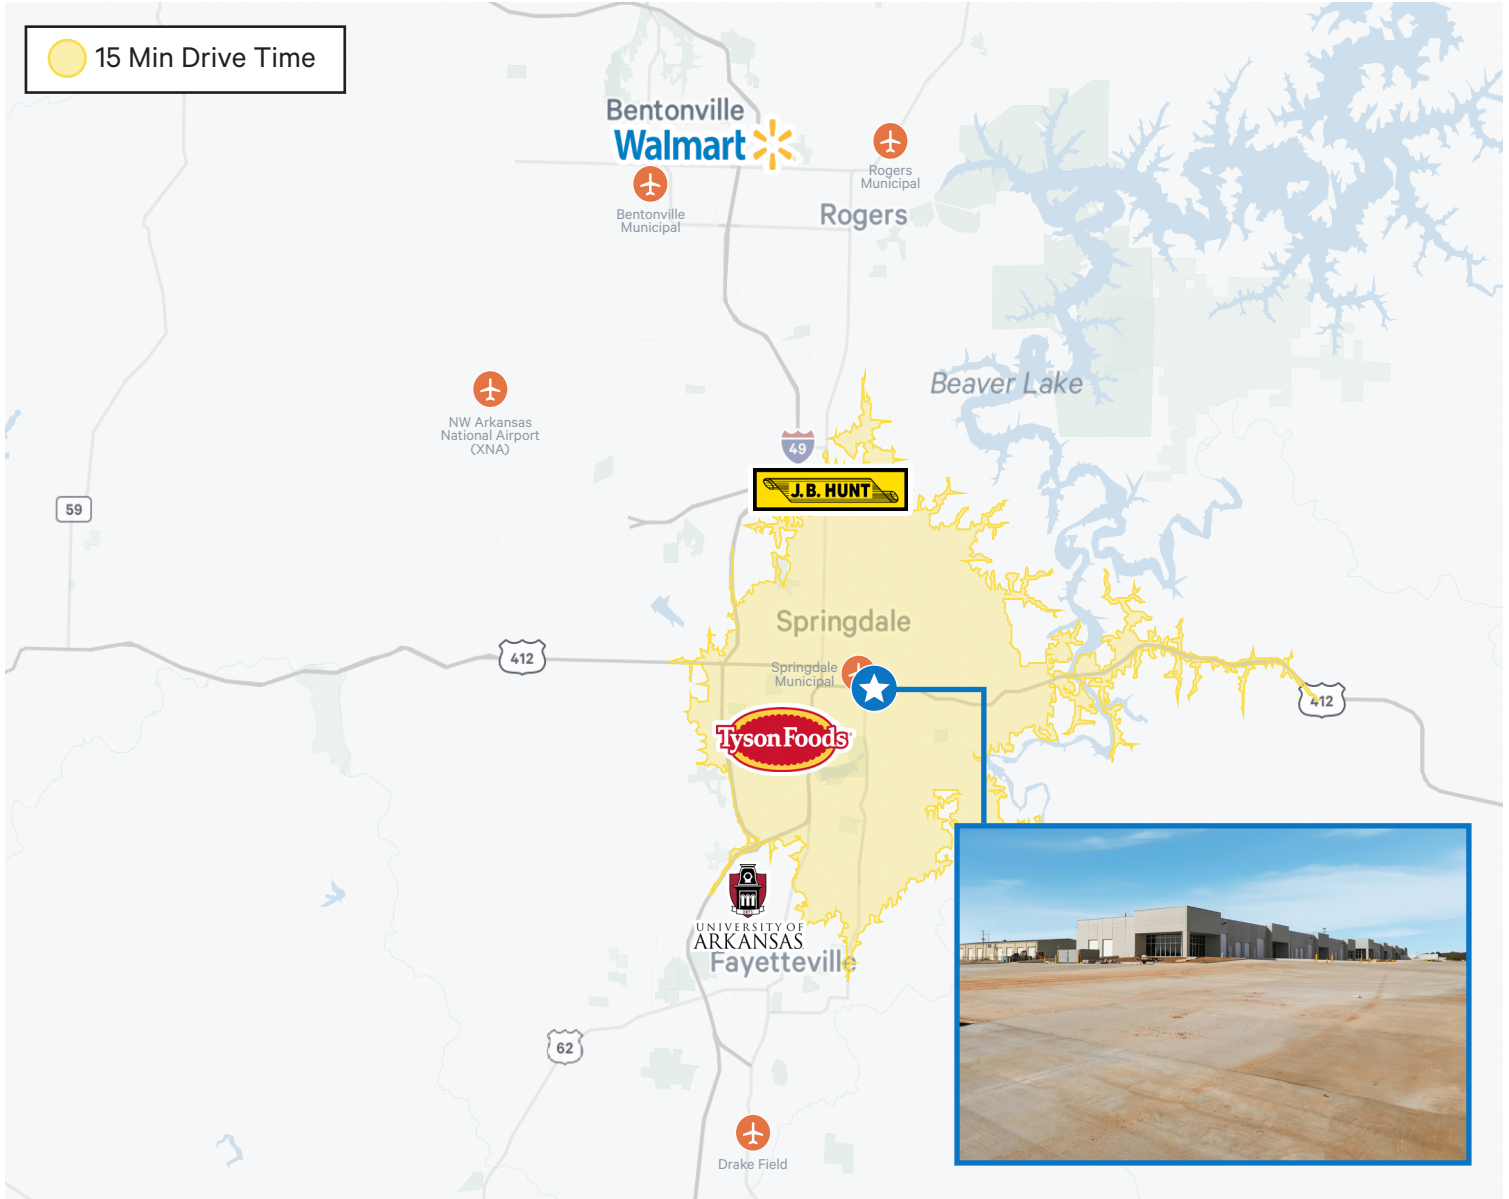 15 Min Drive Time
Bentonville
Walmart
Rogers
Municipal
Bentonville
Municipal
Rogers
Beaver Lake
NW Arkansas
National Airport
(XNA)
49
J.B. HUNT
59
Springdale
412
Springdale
Municipal
412
Tyson Foods
UNIVERSITY OF
ARKANSAS
Fayetteville
62
Drake Field